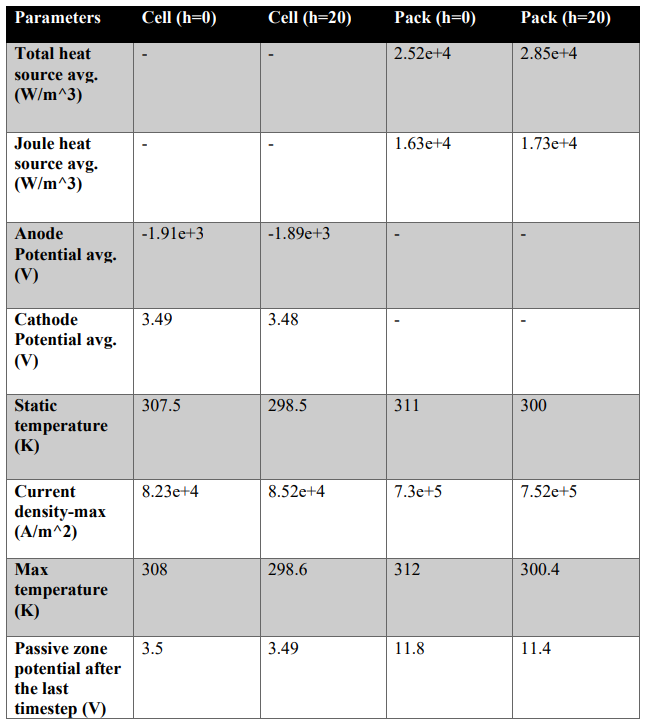 Parameters Cell (h=0) Cell (h=20) Pack (h=0) Pack (h=20)
Total heat - - 2.52e+4 2.85e+4
source avg.
(W/m^3)
Joule heat - - 1.63e+4 1.73e+4
source avg.
(W/m^3)
Anode -1.91e+3 -1.89e+3 - -
Potential avg.
(V)
Cathode 3.49 3.48 - -
Potential avg.
(V)
Static 307.5 298.5 311 300
temperature
(K)
Current 8.23e+4 8.52e+4 7.3e+5 7.52e+5
density-max
(A/m^2)
Max 308 298.6 312 300.4
temperature
(K)
Passive zone 3.5 3.49 11.8 11.4
potential after
the last
timestep (V)